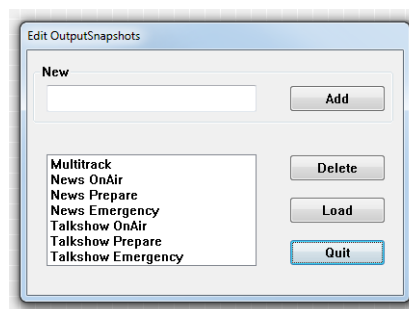 Edit OutputSnapshots
New
Add
Multitrack
News OnAir
News Prepare
News Emergency
Talkshow OnAir
Talkshow Prepare
Talkshow Emergency
Delete
Load
Quit